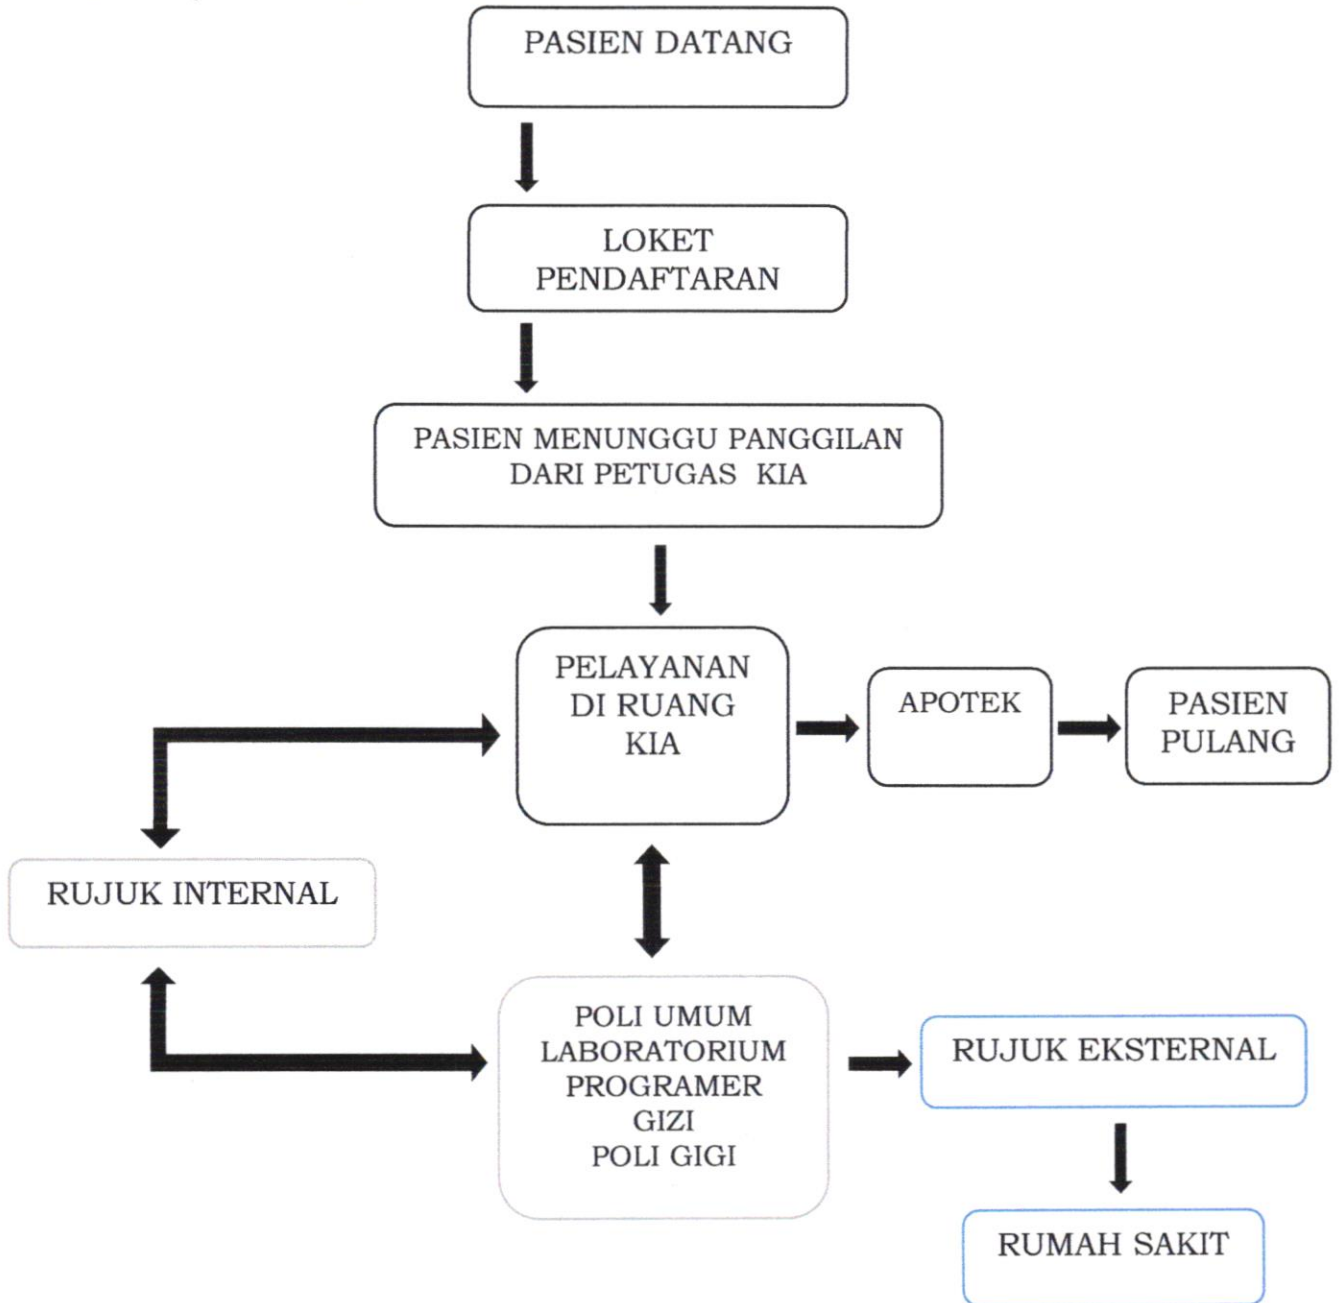 PASIEN DATANG
LOKET
PENDAFTARAN
PASIEN MENUNGGU PANGGILAN
DARI PETUGAS KIA
PELAYANAN
DI RUANG
KIA
APOTEK
PASIEN
PULANG
RUJUK INTERNAL
POLI UMUM
LABORATORIUM
PROGRAMER
GIZI
POLI GIGI
RUJUK EKSTERNAL
RUMAH SAKIT